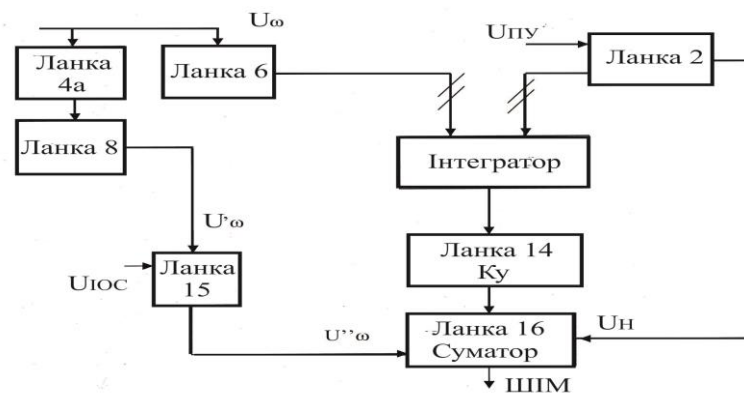 Uω
UПУ
Ланка 2
Ланка
4а
Ланка 6
Ланка 8
Інтегратор
U'ω
Ланка 14
Ку
UІОС
Ланка
15
Ланка 16
Суматор
U''ω
UН
ШІМ